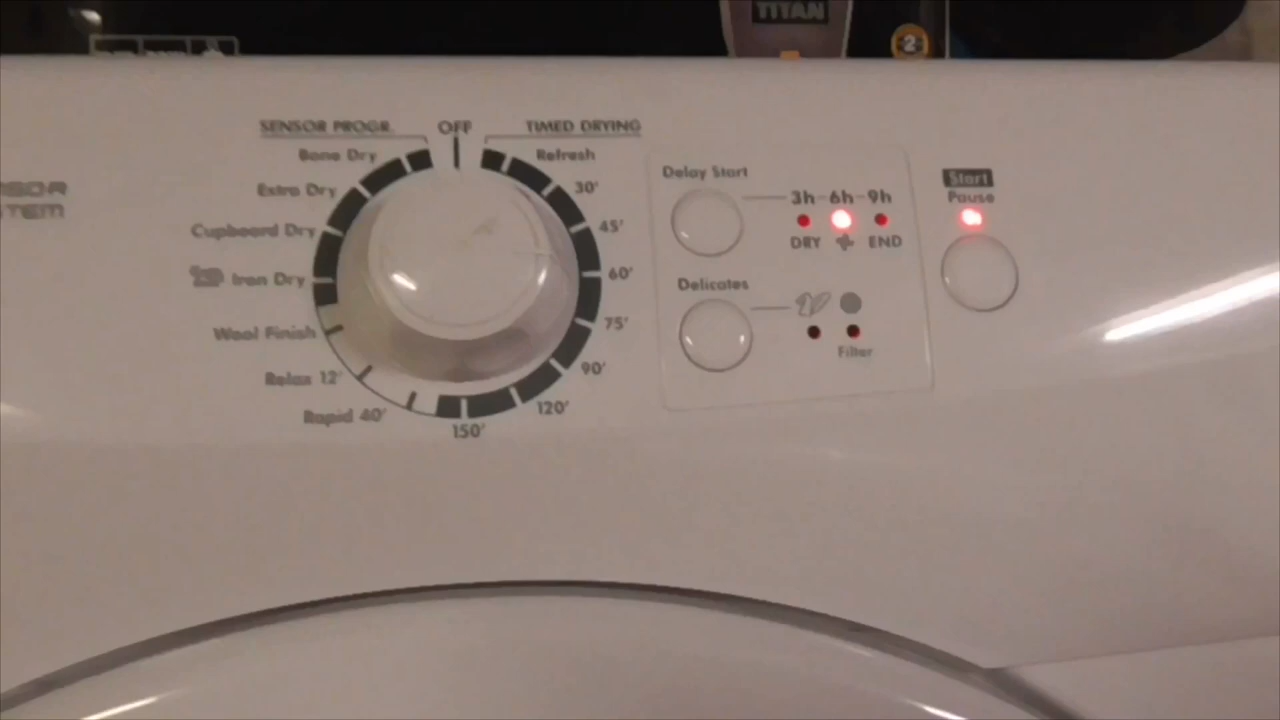 TITAN
2
SENSOR PROGR. OFF TIMED DRYING
Bone Dry
Extra Dry
Cupboard Dry
Iron Dry
Wool Finish
Relax 12'
Rapid 40'
Refresh
30'
45'
60'
75'
90'
120'
150'
Delay Start
3h-6h-9h
DRY END
Delicates
Filter
Start
Pause